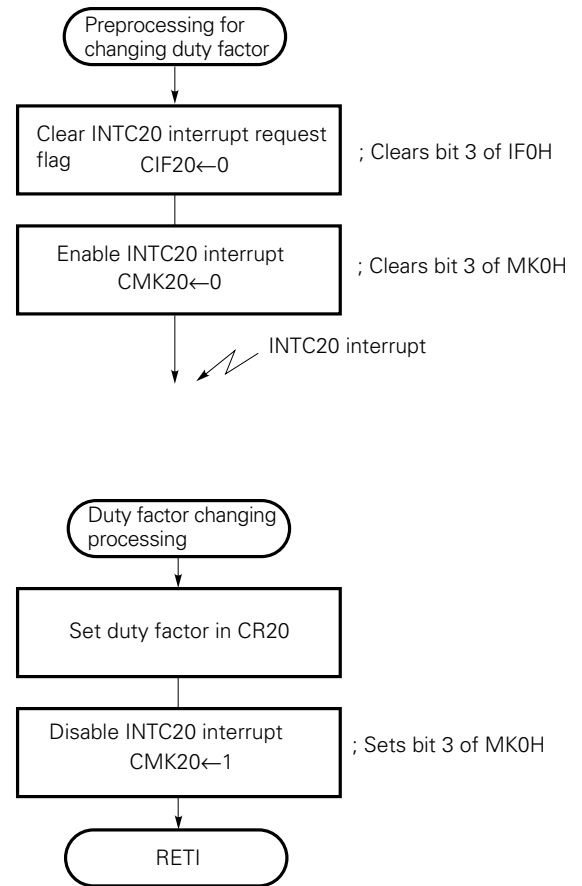 Preprocessing for
changing duty factor
Clear INTC20 interrupt request
flag CIF20←0
; Clears bit 3 of IF0H
Enable INTC20 interrupt
CMK20←0
; Clears bit 3 of MK0H
INTC20 interrupt
Duty factor changing
processing
Set duty factor in CR20
Disable INTC20 interrupt
CMK20←1
; Sets bit 3 of MK0H
RETI